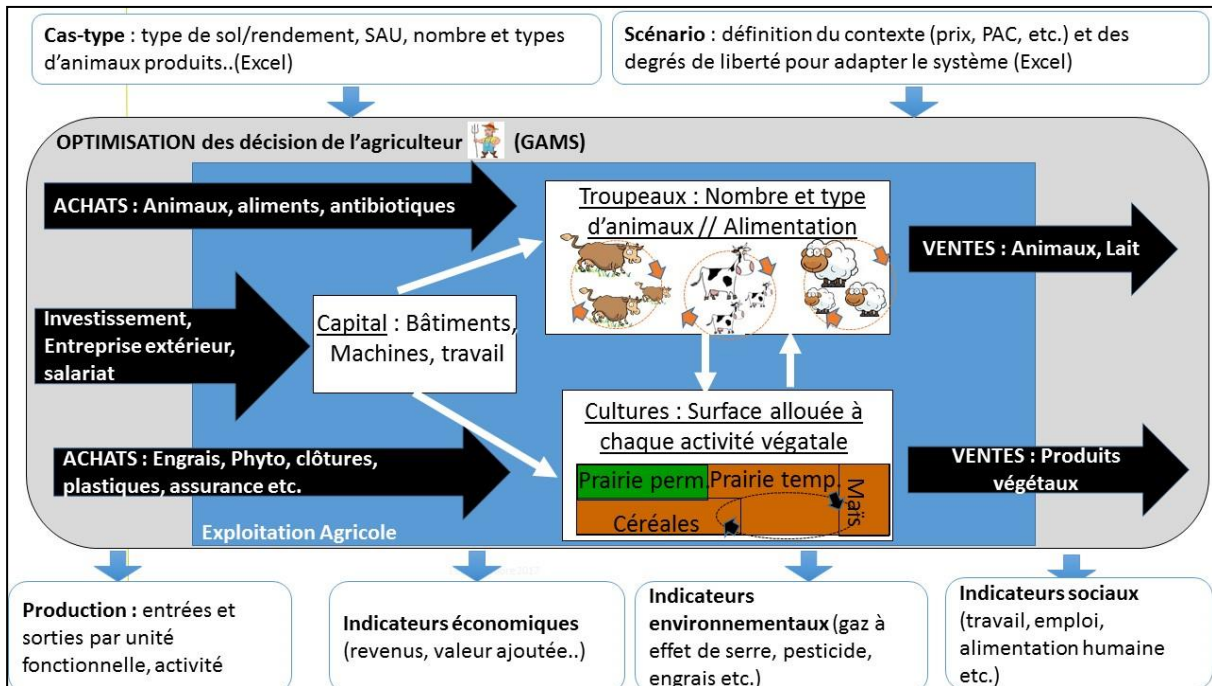 Cas-type : type de sol/rendement, SAU, nombre et types
d'animaux produits..(Excel)
Scénario : définition du contexte (prix, PAC, etc.) et des
degrés de liberté pour adapter le système (Excel)
OPTIMISATION des décision de l'agriculteur (GAMS)
ACHATS : Animaux, aliments, antibiotiques
Troupeaux : Nombre et type
d'animaux // Alimentation
VENTES : Animaux, Lait
Investissement,
Entreprise extérieur,
salariat
Capital : Bâtiments,
Machines, travail
Cultures : Surface allouée à
chaque activité végatale
ACHATS : Engrais, Phyto, clôtures,
plastiques, assurance etc.
Prairie perm.
Prairie temp.
Maïs
Céréales
VENTES : Produits
végétaux
Exploitation Agricole
Production : entrées et
sorties par unité
fonctionnelle, activité
Indicateurs économiques
(revenus, valeur ajoutée..)
Indicateurs
environnementaux (gaz à
effet de serre, pesticide,
engrais etc.)
Indicateurs sociaux
(travail, emploi,
alimentation humaine
etc.)